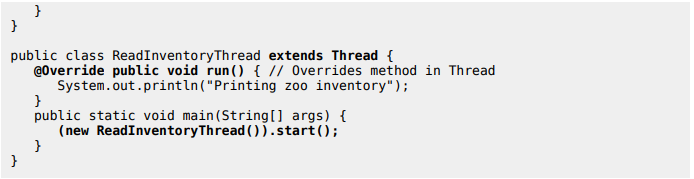 }
}
public class ReadInventoryThread extends Thread {
@Override public void run() { // Overrides method in Thread
System.out.println("Printing zoo inventory");
}
public static void main(String[] args) {
(new ReadInventoryThread()).start();
}
}